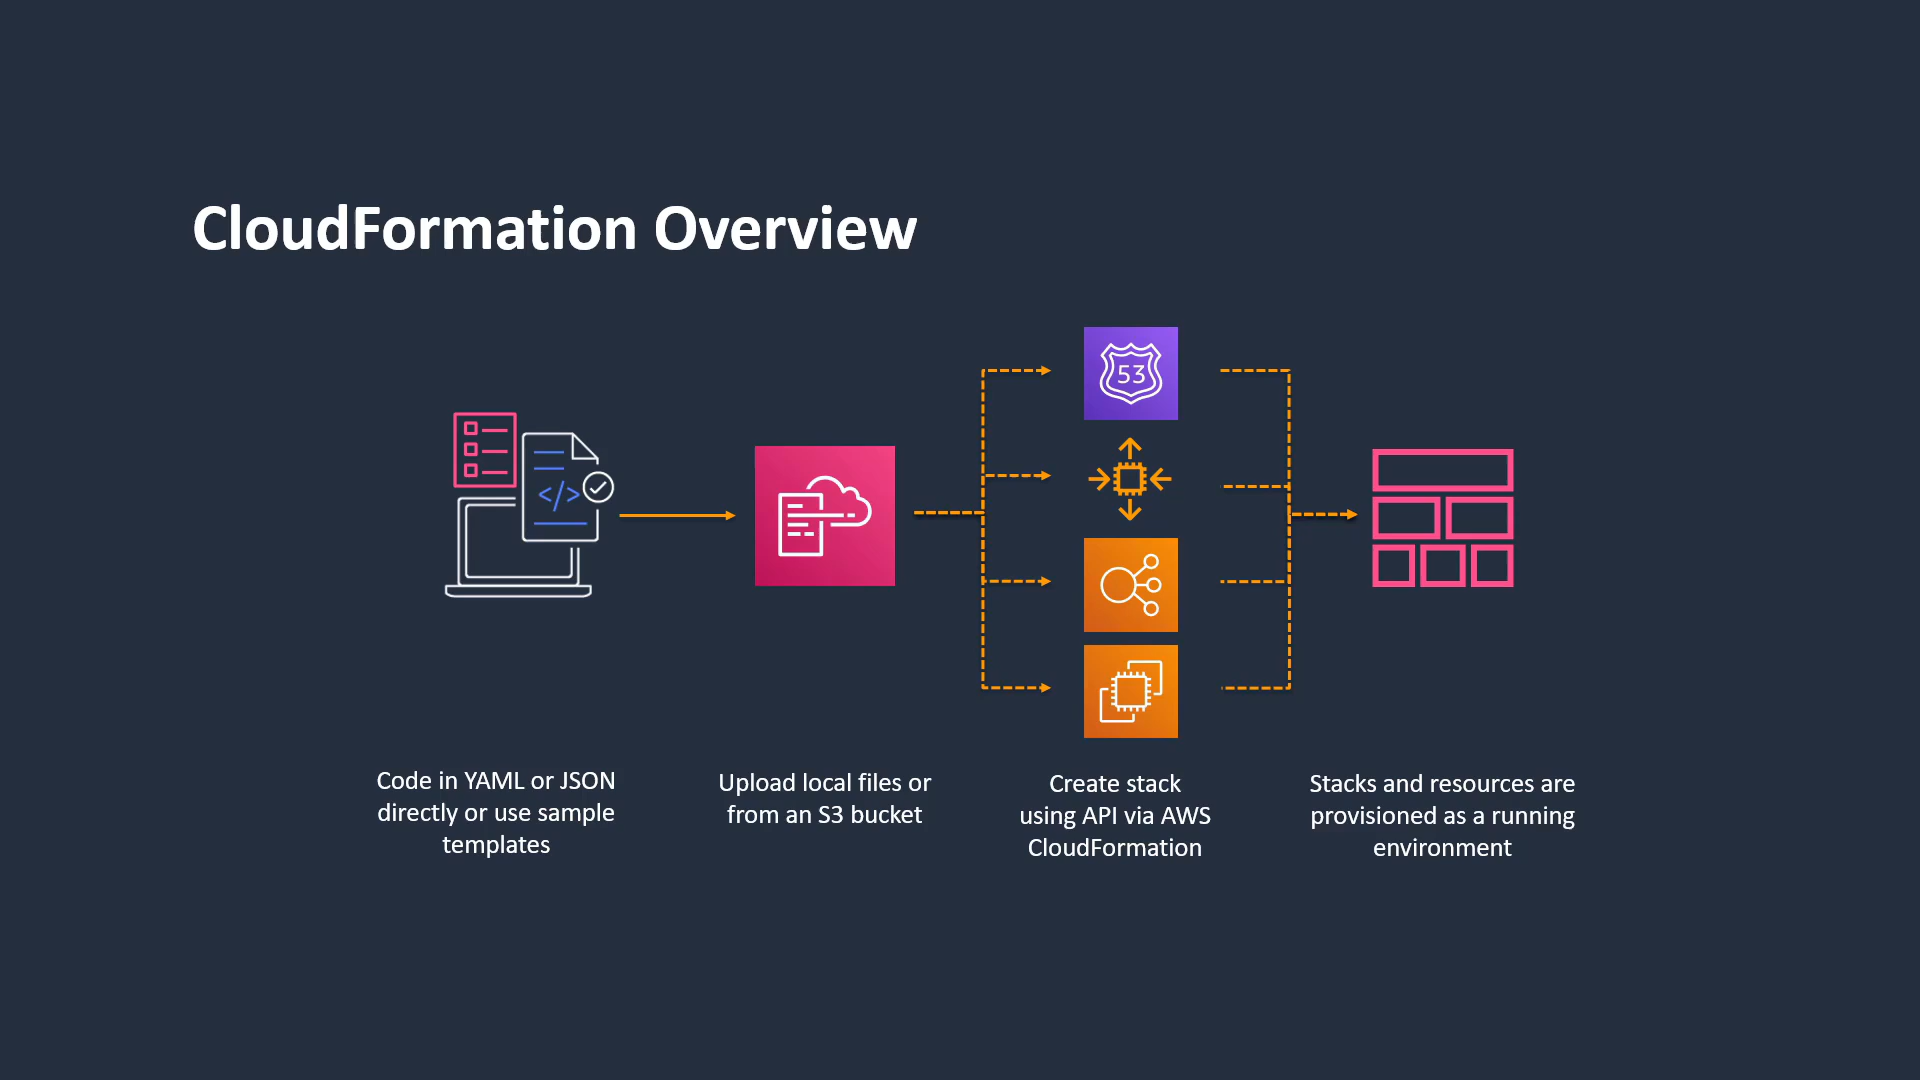 CloudFormation Overview
53
</>
Code in YAML or JSON
directly or use sample
templates
Upload local files or
from an S3 bucket
Create stack
using API via AWS
CloudFormation
Stacks and resources are
provisioned as a running
environment